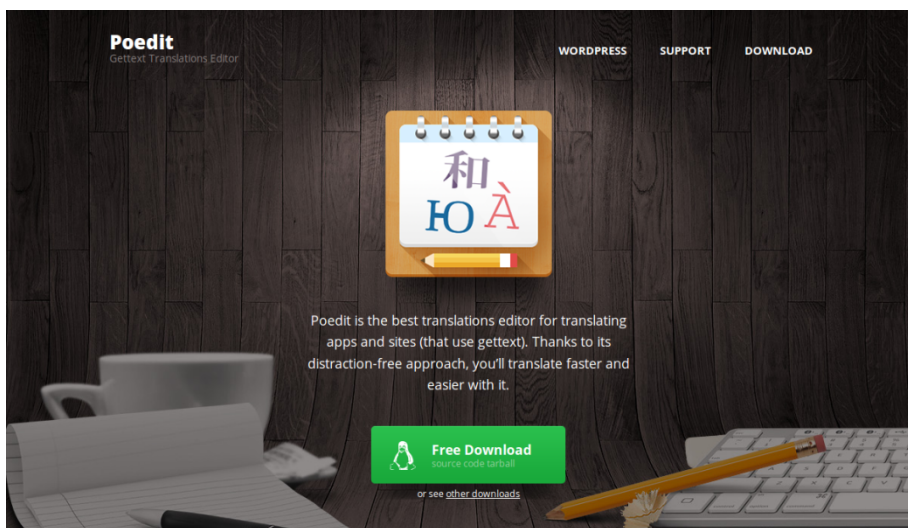 Poedit
Gettext Translations Editor
WORDPRESS SUPPORT DOWNLOAD
和
Ю À
Poedit is the best translations editor for translating
apps and sites (that use gettext). Thanks to its
distraction-free approach, you’ll translate faster and
easier with it.
Free Download
source code tarball
or see other downloads